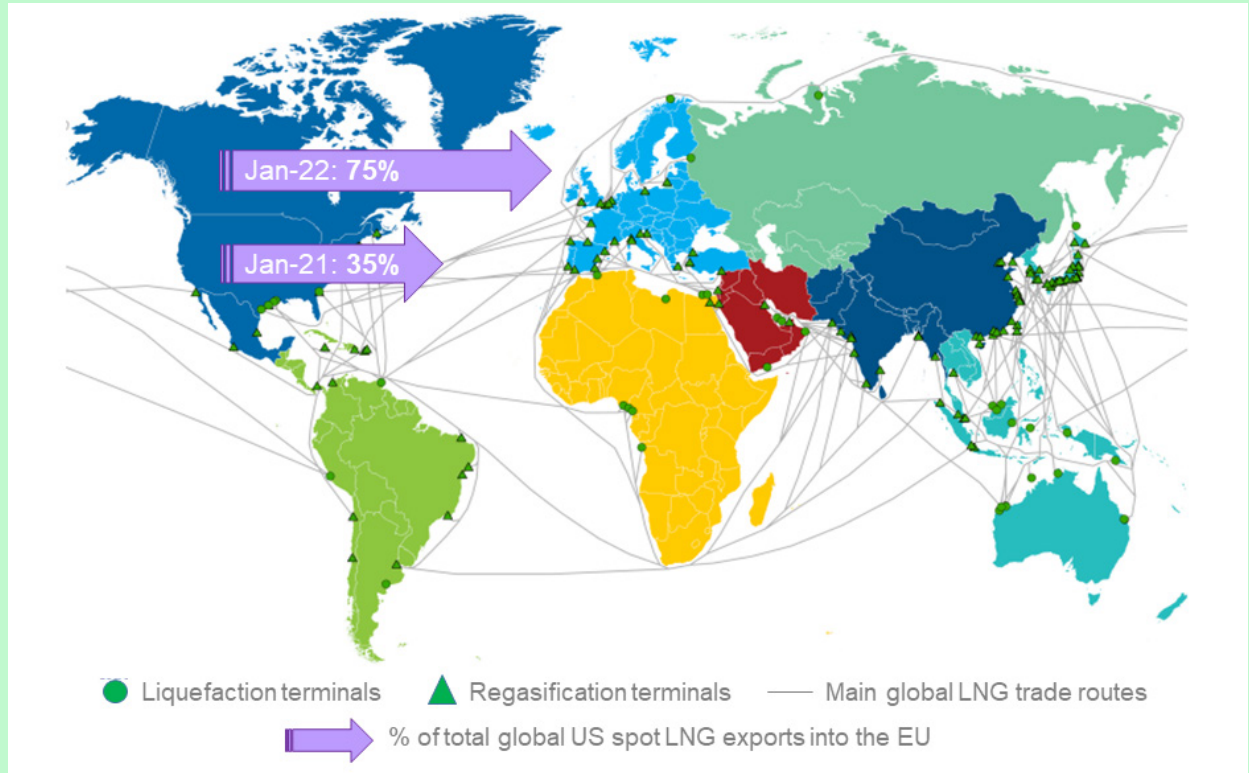 Jan-22: 75%
Jan-21: 35%
Liquefaction terminals
Regasification terminals
Main global LNG trade routes
% of total global US spot LNG exports into the EU